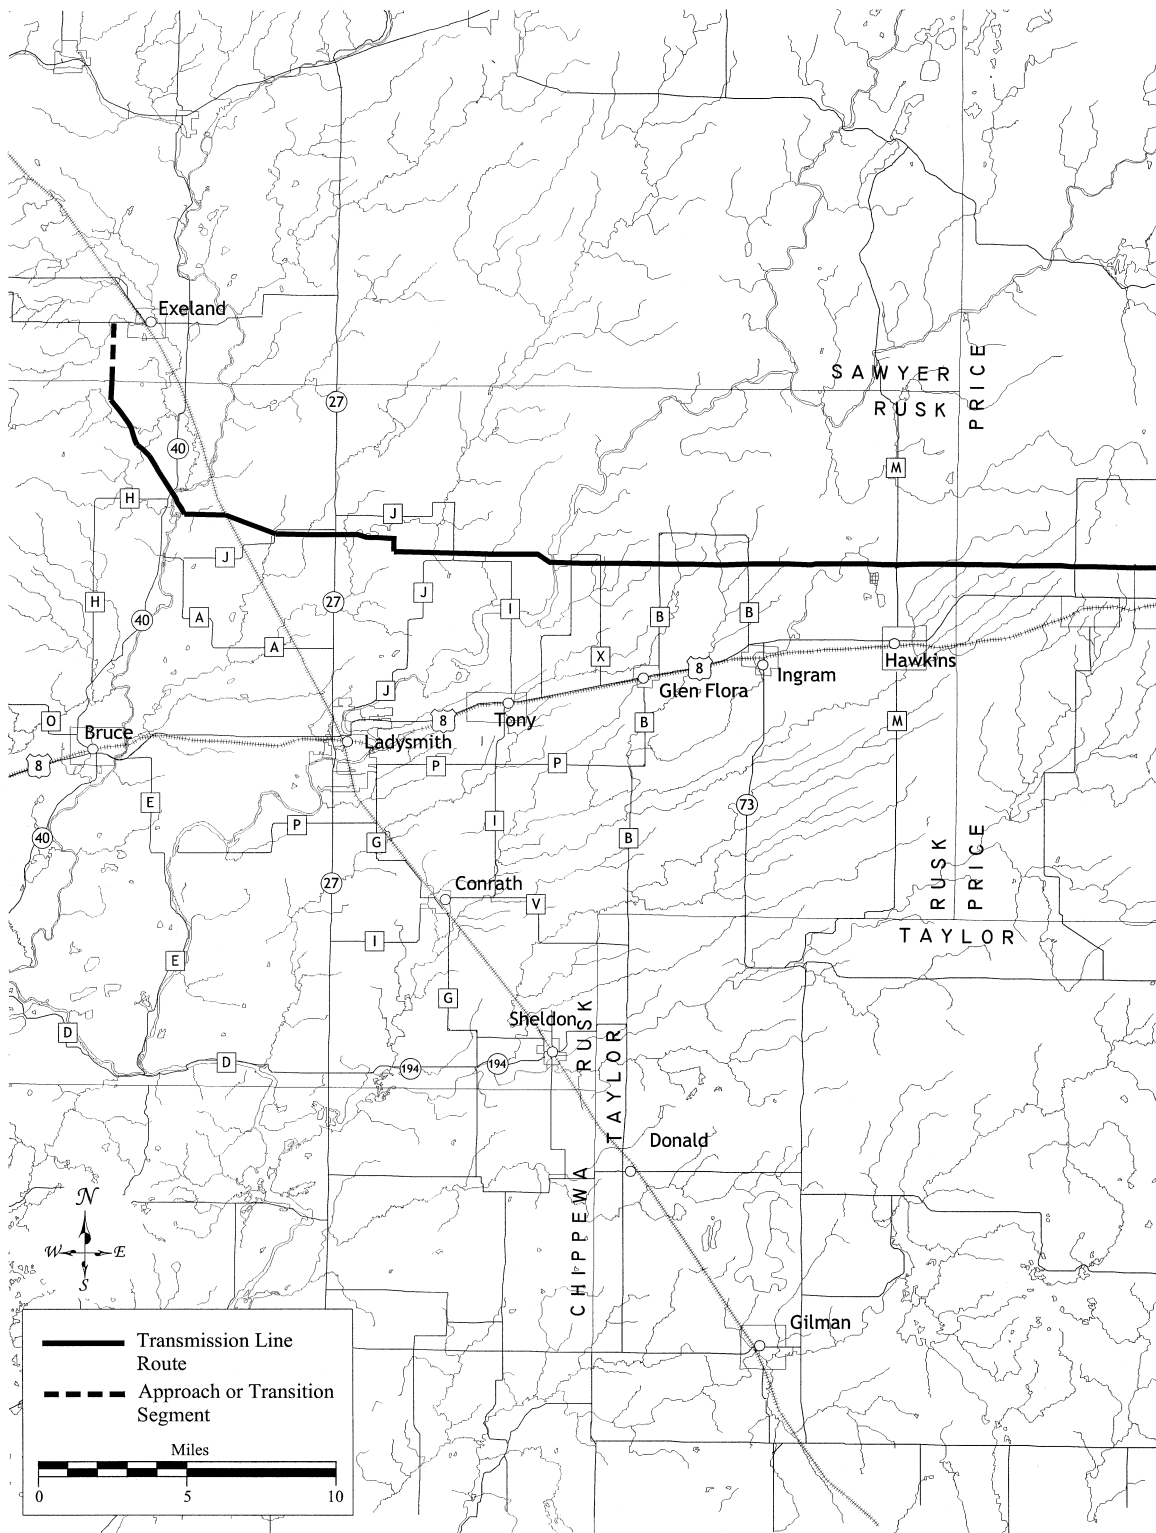 Exeland
SAWYER
RUSK
PRICE
27
40
H
M
J
J
H
27
J
40
A
I
B
B
A
X
8
Hawkins
Ingram
Glen Flora
J
O
8
Tony
B
M
Bruce
Ladysmith
8
P
P
E
73
P
I
40
G
B
RUSK
PRICE
27
Conrath
V
I
TAYLOR
E
G
Sheldon
RUSK
TAYLOR
D
D
194
194
Donald
CHIPPEWA
N
W
E
S
Gilman
Transmission Line
Route
Approach or Transition
Segment
Miles
0
5
10